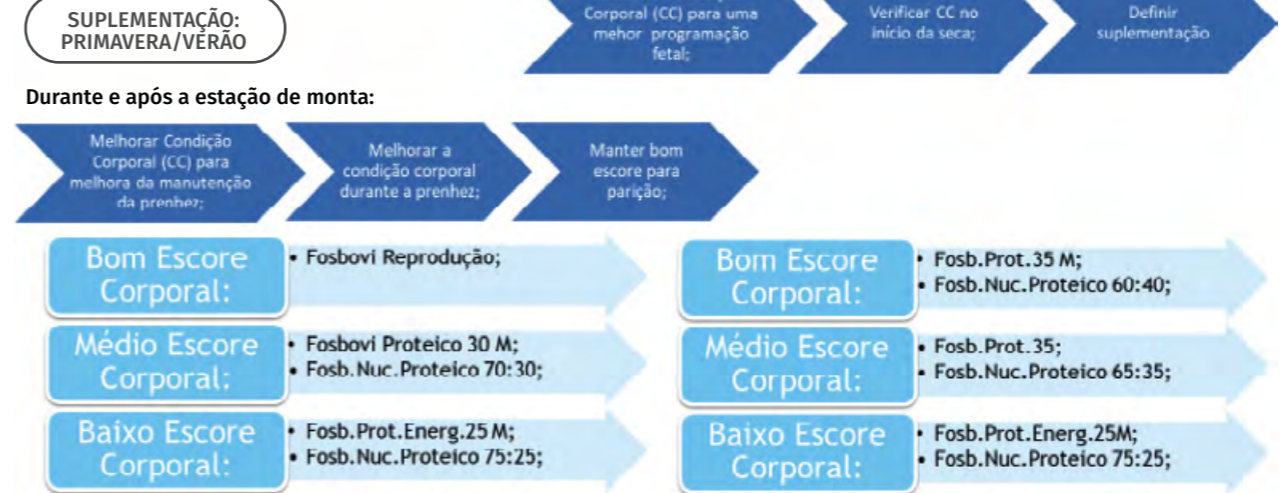 SUPLEMENTAÇÃO:
PRIMAVERA/VERÃO
Corporal (CC) para uma
mehor programação
fetal;
Verificar CC no
início da seca;
Definir
suplementação
Durante e após a estação de monta:
Melhorar Condição
Corporal (CC) para
melhora da manutenção
da prenhez;
Melhorar a
condição corporal
durante a prenhez;
Manter bom
escore para
parição;
Bom Escore
Corporal:
• Fosbovi Reprodução;
Médio Escore
Corporal:
• Fosbovi Proteico 30 M;
• Fosb.Nuc.Proteico 70:30;
Baixo Escore
Corporal:
• Fosb.Prot.Energ.25 M;
• Fosb.Nuc.Proteico 75:25;
Bom Escore
Corporal:
• Fosb.Prot.35 M;
• Fosb.Nuc.Proteico 60:40;
Médio Escore
Corporal:
• Fosb.Prot.35;
• Fosb.Nuc.Proteico 65:35;
Baixo Escore
Corporal:
• Fosb.Prot.Energ.25M;
• Fosb.Nuc.Proteico 75:25;